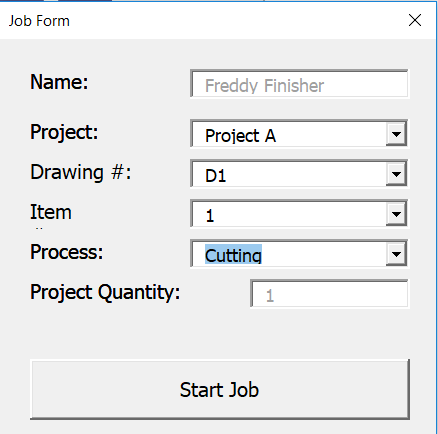 Job Form
Name: Freddy Finisher
Project: Project A
Drawing #: D1
Item 1
Process: Cutting
Project Quantity: 1
Start Job